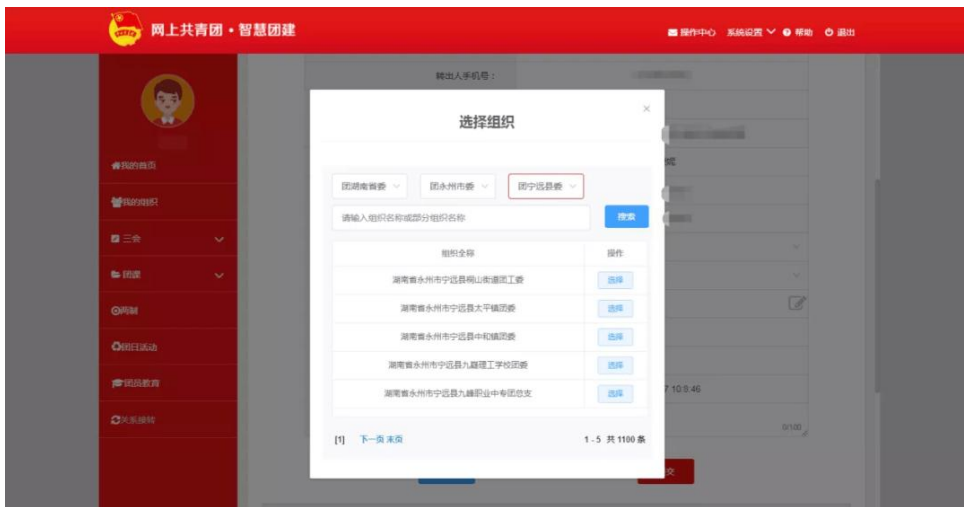 网上共青团·智慧团建
操作中心 系统设置 帮助 退出
转出人手机号：
选择组织
×
我的首页
团湖南省委
团永州市委
团宁远县委
我的组织
请输入组织名称或部分组织名称
搜索
三会
组织全称
操作
团课
湖南省永州市宁远县桐山街道团工委
选择
湖南省永州市宁远县太平镇团委
选择
两制
湖南省永州市宁远县中和镇团委
选择
团日活动
湖南省永州市宁远县九嶷理工学校团委
选择
团员教育
湖南省永州市宁远县九嶷职业中专团总支
选择
7 10:9:46
关系接转
0/100
[1] 下一页 末页
1 - 5 共 1100 条
交